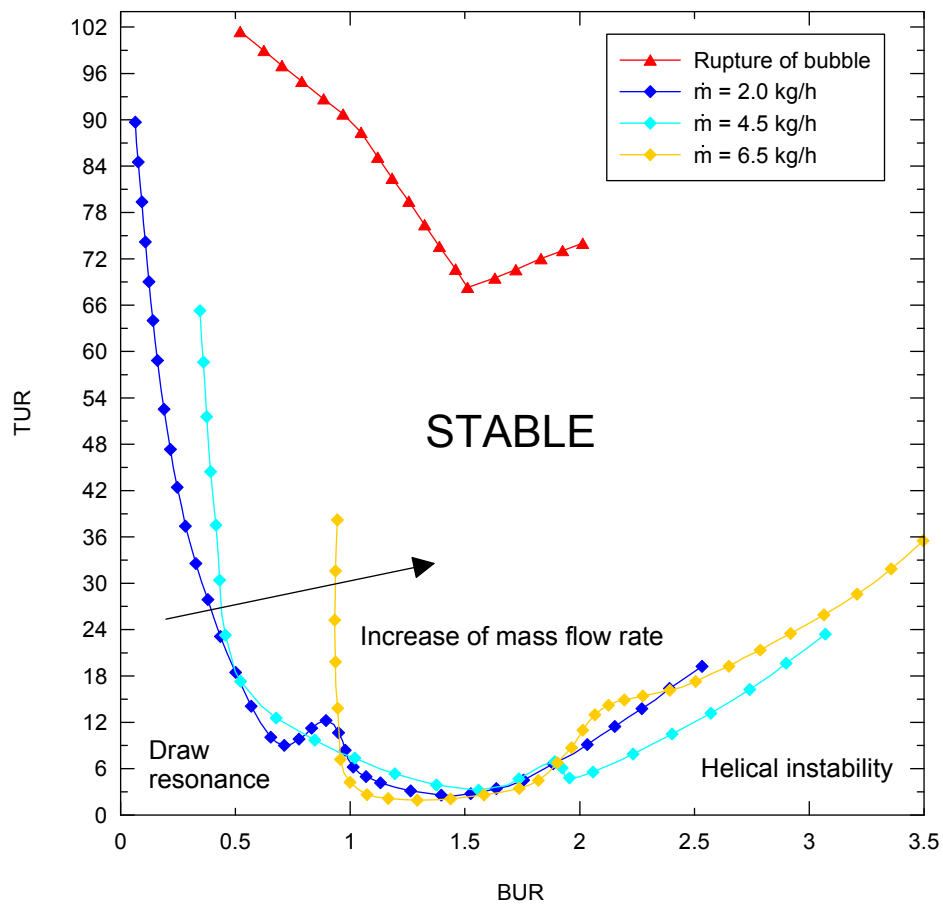 102
96
90
84
78
72
66
60
54
48
42
36
30
24
18
12
6
0
TUR
Rupture of bubble
ṁ = 2.0 kg/h
ṁ = 4.5 kg/h
ṁ = 6.5 kg/h
STABLE
Increase of mass flow rate
Draw
resonance
Helical instability
0 0.5 1 1.5 2 2.5 3 3.5
BUR